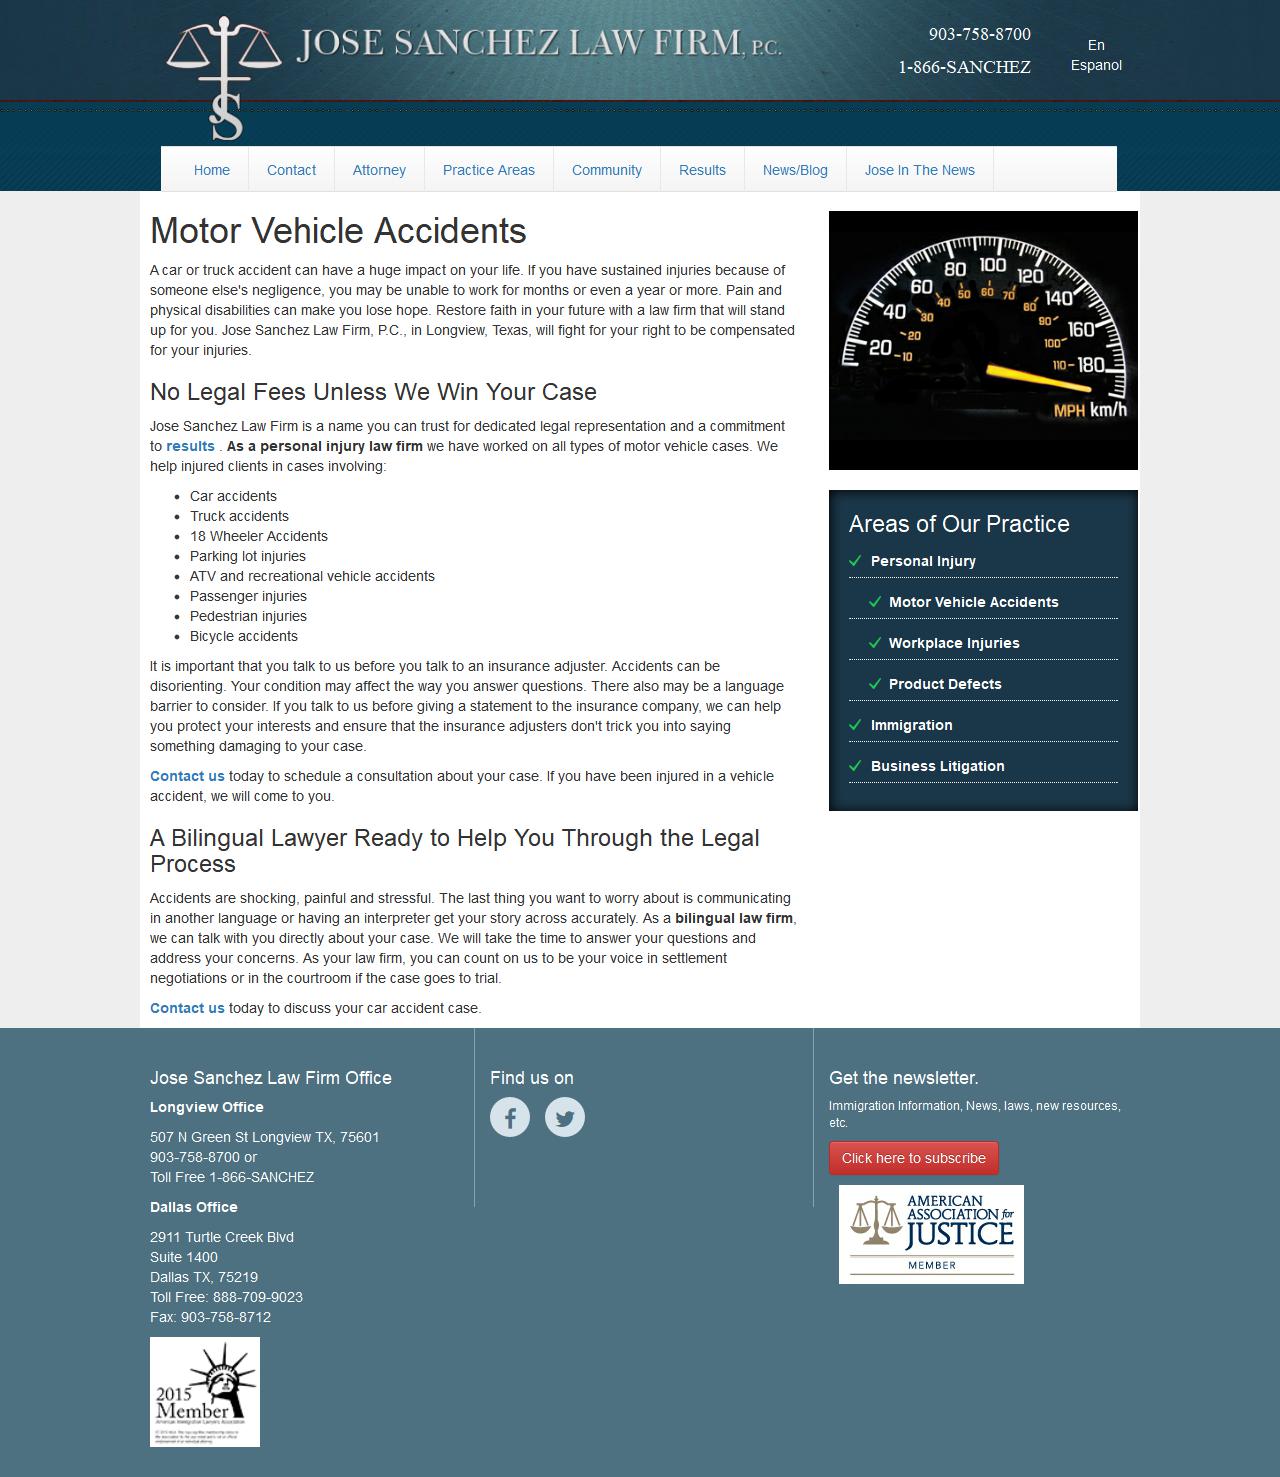 JOSE SANCHEZ LAW FIRM, P.C.
903-758-8700
1-866-SANCHEZ
En
Espanol
JS
Home
Contact
Attorney
Practice Areas
Community
Results
News/Blog
Jose In The News
Motor Vehicle Accidents
A car or truck accident can have a huge impact on your life. If you have sustained injuries because of
someone else's negligence, you may be unable to work for months or even a year or more. Pain and
physical disabilities can make you lose hope. Restore faith in your future with a law firm that will stand
up for you. Jose Sanchez Law Firm, P.C., in Longview, Texas, will fight for your right to be compensated
for your injuries.
No Legal Fees Unless We Win Your Case
Jose Sanchez Law Firm is a name you can trust for dedicated legal representation and a commitment
to results . As a personal injury law firm we have worked on all types of motor vehicle cases. We
help injured clients in cases involving:
Car accidents
Truck accidents
18 Wheeler Accidents
Parking lot injuries
ATV and recreational vehicle accidents
Passenger injuries
Pedestrian injuries
Bicycle accidents
It is important that you talk to us before you talk to an insurance adjuster. Accidents can be
disorienting. Your condition may affect the way you answer questions. There also may be a language
barrier to consider. If you talk to us before giving a statement to the insurance company, we can help
you protect your interests and ensure that the insurance adjusters don't trick you into saying
something damaging to your case.
Contact us today to schedule a consultation about your case. If you have been injured in a vehicle
accident, we will come to you.
A Bilingual Lawyer Ready to Help You Through the Legal
Process
Accidents are shocking, painful and stressful. The last thing you want to worry about is communicating
in another language or having an interpreter get your story across accurately. As a bilingual law firm,
we can talk with you directly about your case. We will take the time to answer your questions and
address your concerns. As your law firm, you can count on us to be your voice in settlement
negotiations or in the courtroom if the case goes to trial.
Contact us today to discuss your car accident case.
20 40 60 80 100 120 140 160 180
10 20 30 40 50 60 70 80 90 100 110
MPH km/h
Areas of Our Practice
Personal Injury
Motor Vehicle Accidents
Workplace Injuries
Product Defects
Immigration
Business Litigation
Jose Sanchez Law Firm Office
Longview Office
507 N Green St Longview TX, 75601
903-758-8700 or
Toll Free 1-866-SANCHEZ
Dallas Office
2911 Turtle Creek Blvd
Suite 1400
Dallas TX, 75219
Toll Free: 888-709-9023
Fax: 903-758-8712
2015
Member
American Immigration Lawyers Association
Find us on
Get the newsletter.
Immigration Information, News, laws, new resources,
etc.
Click here to subscribe
AMERICAN
ASSOCIATION for
JUSTICE
MEMBER